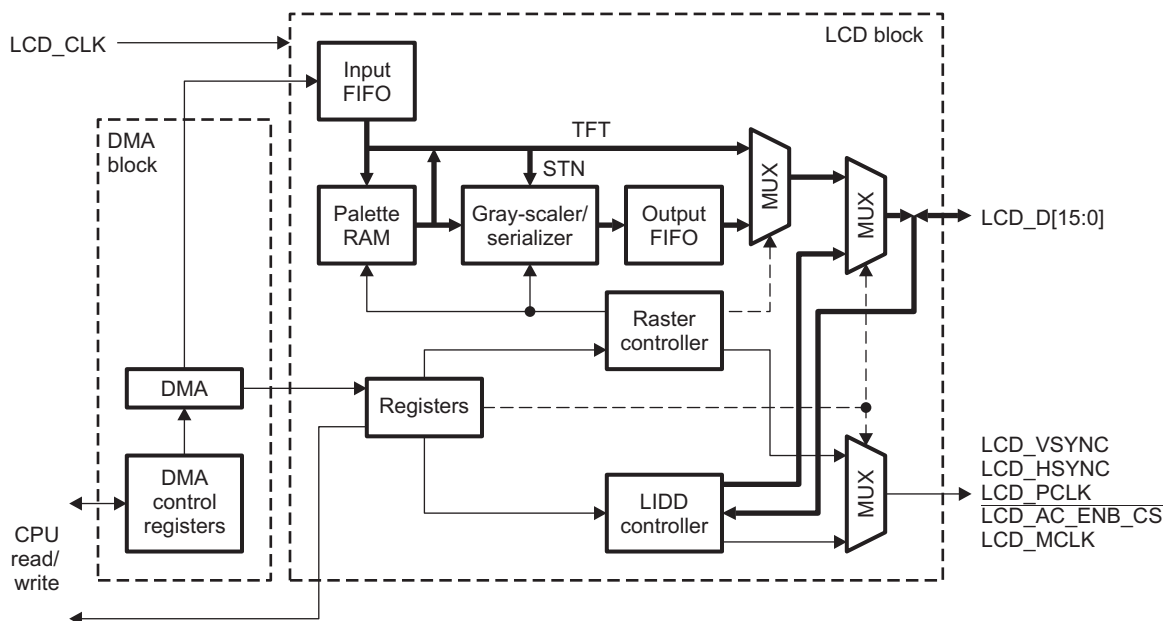 LCD_CLK
LCD block
Input
FIFO
DMA
block
TFT
STN
MUX
MUX
Palette
RAM
Gray-scaler/
serializer
Output
FIFO
LCD_D[15:0]
Raster
controller
DMA
Registers
DMA
control
registers
LIDD
controller
MUX
LCD_VSYNC
LCD_HSYNC
LCD_PCLK
LCD_AC_ENB_CS
LCD_MCLK
CPU
read/
write